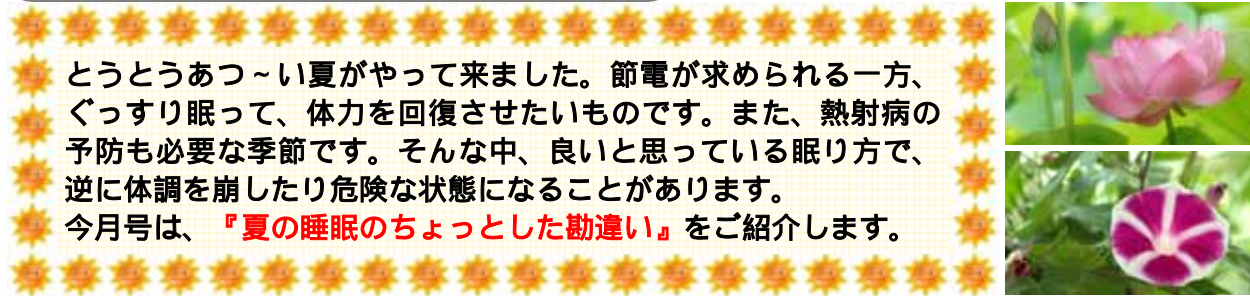 とうとうあつ～い夏がやって来ました。節電が求められる一方、
ぐっすり眠って、体力を回復させたいものです。また、熱射病の
予防も必要な季節です。そんな中、良いと思っている眠り方で、
逆に体調を崩したり危険な状態になることがあります。
今月号は、『夏の睡眠のちょっとした勘違い』をご紹介します。